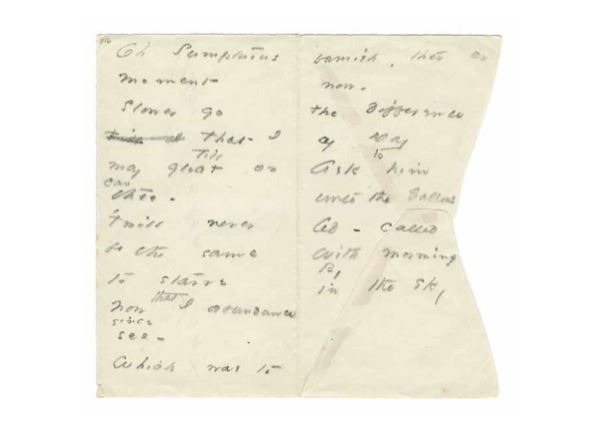 Oh Sumptuous
moment
Slower go
that I
Till
may gloat on
can
thee -
'Twill never
be the same
to starve
now I abundance
that
since
see -
Which was to
famish, then or
now -
The Difference
of Day
to
Ask him
unto the Gallows
led - called
With morning
By
in the sky